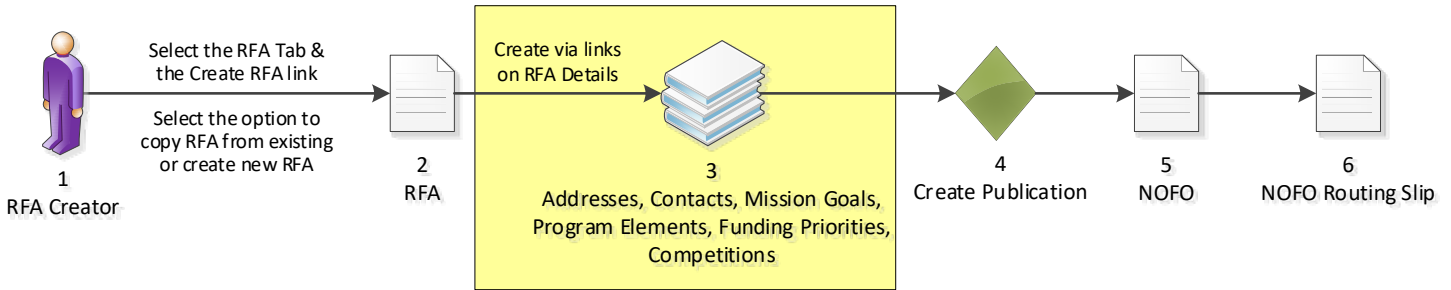 Select the RFA Tab &
the Create RFA link
Select the option to
copy RFA from existing
or create new RFA
1
RFA Creator
2
RFA
Create via links
on RFA Details
3
Addresses, Contacts, Mission Goals,
Program Elements, Funding Priorities,
Competitions
4
Create Publication
5
NOFO
6
NOFO Routing Slip